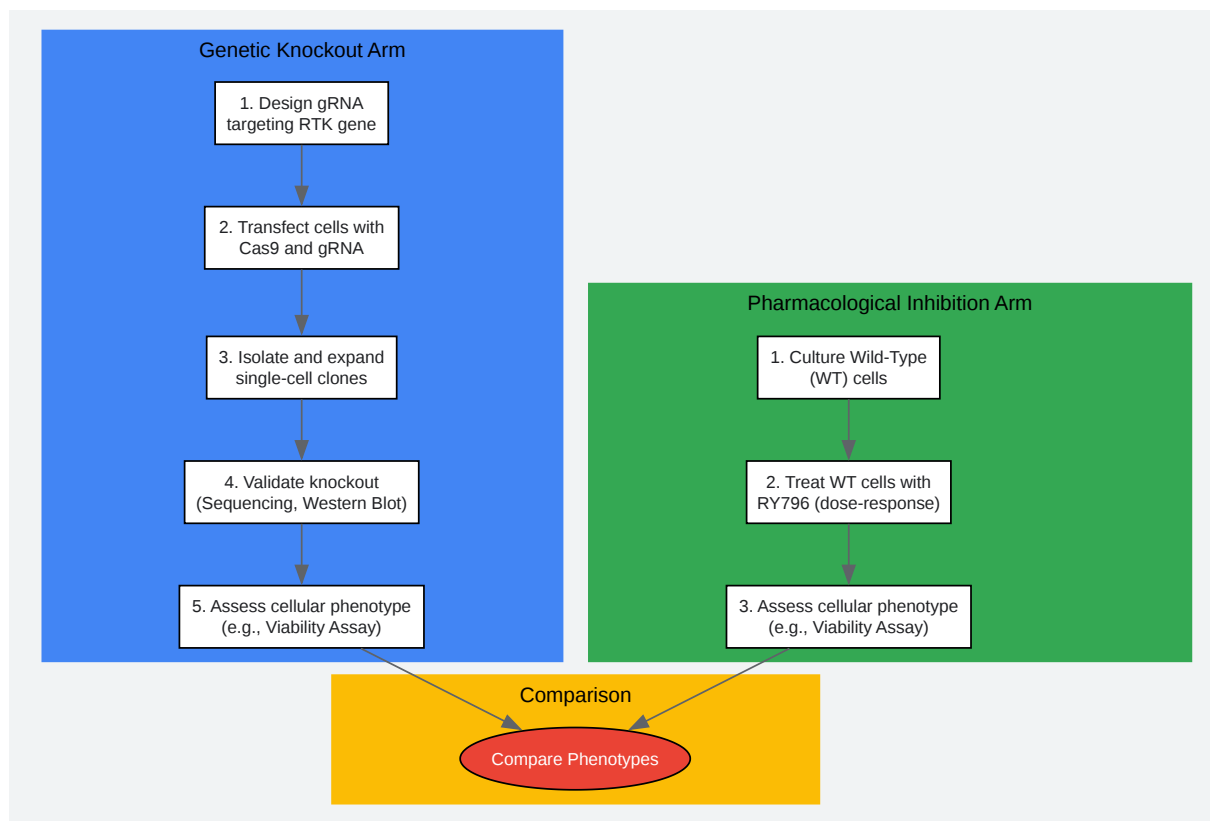 Genetic Knockout Arm
1. Design gRNA
targeting RTK gene
2. Transfect cells with
Cas9 and gRNA
3. Isolate and expand
single-cell clones
4. Validate knockout
(Sequencing, Western Blot)
5. Assess cellular phenotype
(e.g., Viability Assay)
Pharmacological Inhibition Arm
1. Culture Wild-Type
(WT) cells
2. Treat WT cells with
RY796 (dose-response)
3. Assess cellular phenotype
(e.g., Viability Assay)
Comparison
Compare Phenotypes